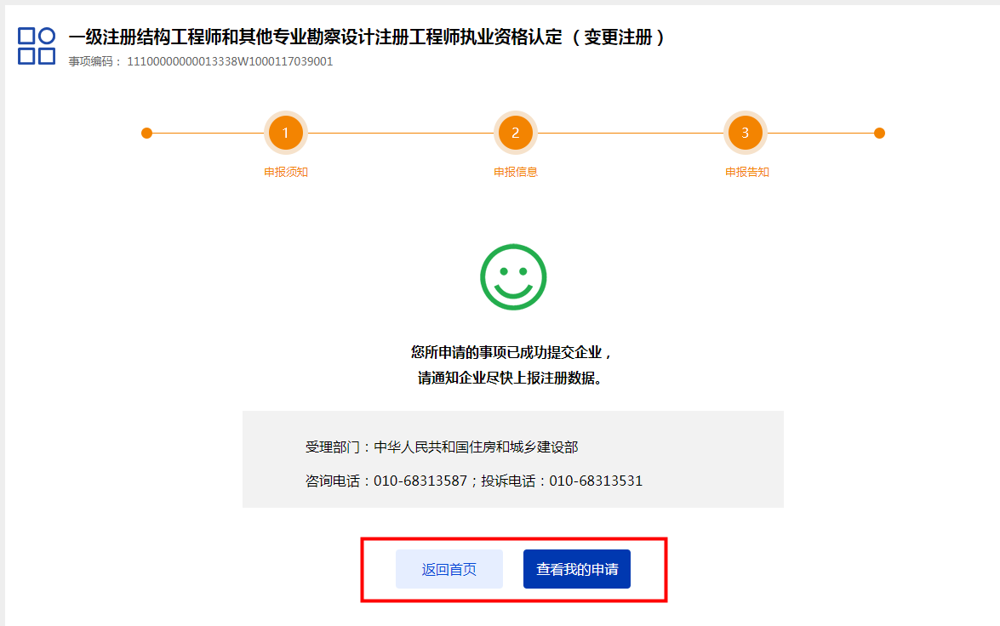 一级注册结构工程师和其他专业勘察设计注册工程师执业资格认定 （变更注册）
事项编码： 11100000000013338W1000117039001
1 2 3
申报须知 申报信息 申报告知
您所申请的事项已成功提交企业，
请通知企业尽快上报注册数据。
受理部门：中华人民共和国住房和城乡建设部
咨询电话：010-68313587；投诉电话：010-68313531
返回首页 查看我的申请